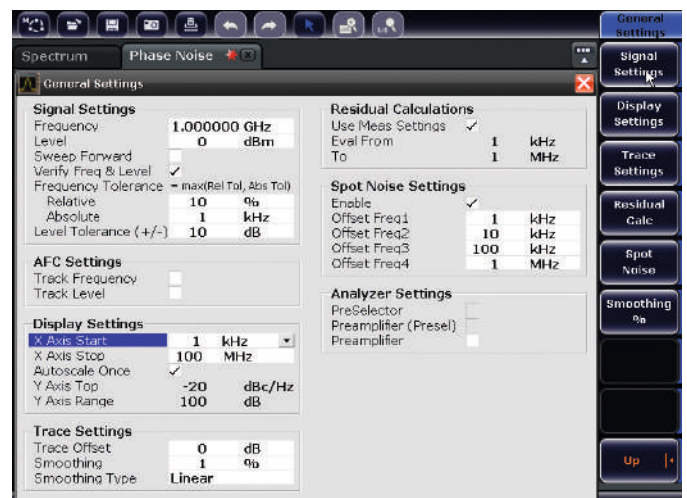 General
Settings
Spectrum
Phase Noise
Signal
Settings
General Settings
Signal Settings
Frequency 1.000000 GHz
Level 0 dBm
Sweep Forward
Verify Freq & Level
Frequency Tolerance = max(Rel Tol, Abs Tol)
Relative 10 %
Absolute 1 kHz
Level Tolerance (+/-) 10 dB
AFC Settings
Track Frequency
Track Level
Display Settings
X Axis Start 1 kHz
X Axis Stop 100 MHz
Autoscale Once
Y Axis Top -20 dBc/Hz
Y Axis Range 100 dB
Trace Settings
Trace Offset 0 dB
Smoothing 1 %
Smoothing Type Linear
Residual Calculations
Use Meas Settings
Eval From 1 kHz
To 1 MHz
Spot Noise Settings
Enable
Offset Freq1 1 kHz
Offset Freq2 10 kHz
Offset Freq3 100 kHz
Offset Freq4 1 MHz
Analyzer Settings
PreSelector
Preamplifier (Presel)
Preamplifier
Display
Settings
Trace
Settings
Residual
Calc
Spot
Noise
Smoothing
%
Up